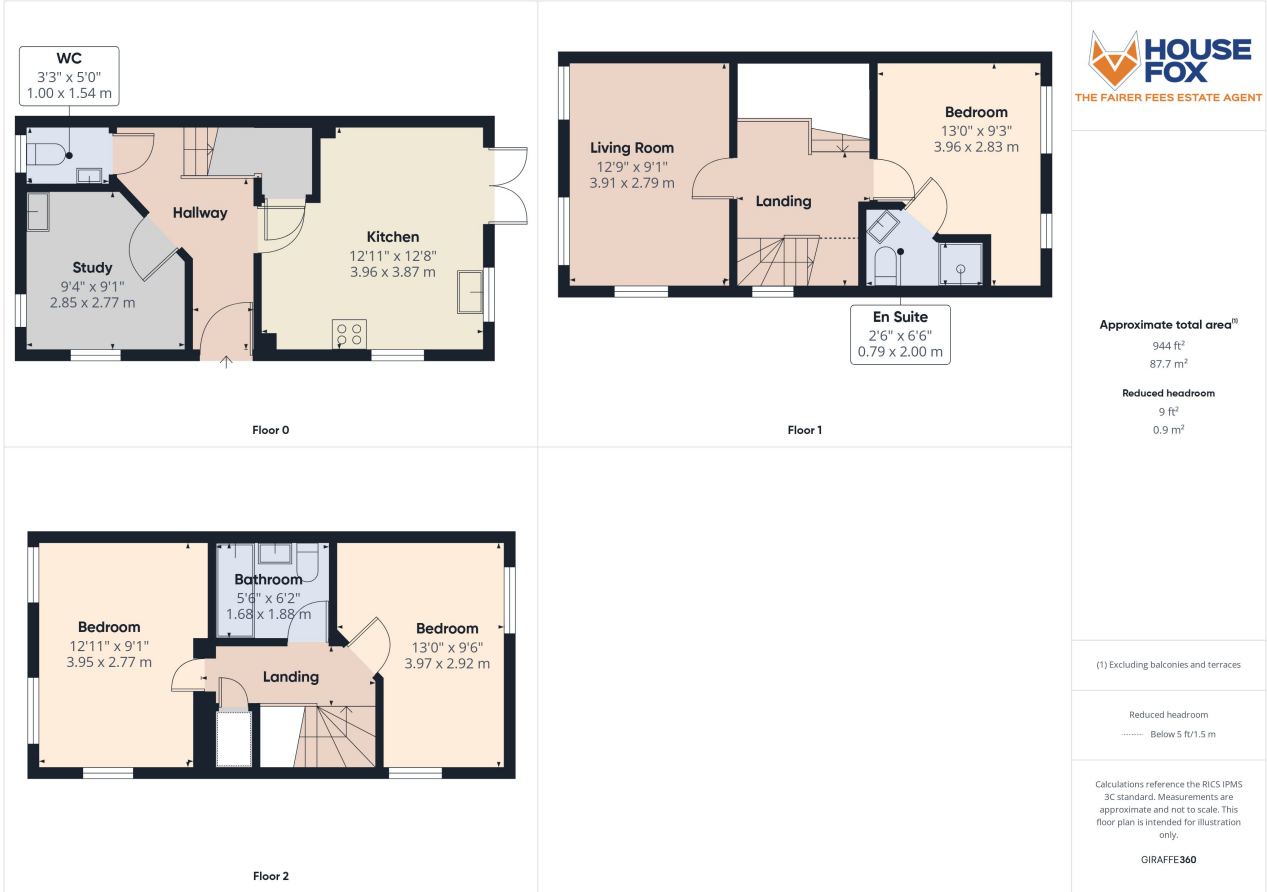 WC
3'3" x 5'0"
1.00 x 1.54 m
Hallway
Study
9'4" x 9'1"
2.85 x 2.77 m
Kitchen
12'11" x 12'8"
3.96 x 3.87 m
Floor 0
Living Room
12'9" x 9'1"
3.91 x 2.79 m
Landing
Bedroom
13'0" x 9'3"
3.96 x 2.83 m
En Suite
2'6" x 6'6"
0.79 x 2.00 m
Floor 1
Bedroom
12'11" x 9'1"
3.95 x 2.77 m
Bathroom
5'6" x 6'2"
1.68 x 1.88 m
Landing
Bedroom
13'0" x 9'6"
3.97 x 2.92 m
Floor 2
HOUSE
FOX
THE FAIRER FEES ESTATE AGENT
Approximate total area⁽¹⁾
944 ft²
87.7 m²
Reduced headroom
9 ft²
0.9 m²
(1) Excluding balconies and terraces
Reduced headroom
Below 5 ft/1.5 m
Calculations reference the RICS IPMS
3C standard. Measurements are
approximate and not to scale. This
floor plan is intended for illustration
only.
GIRAFFE360